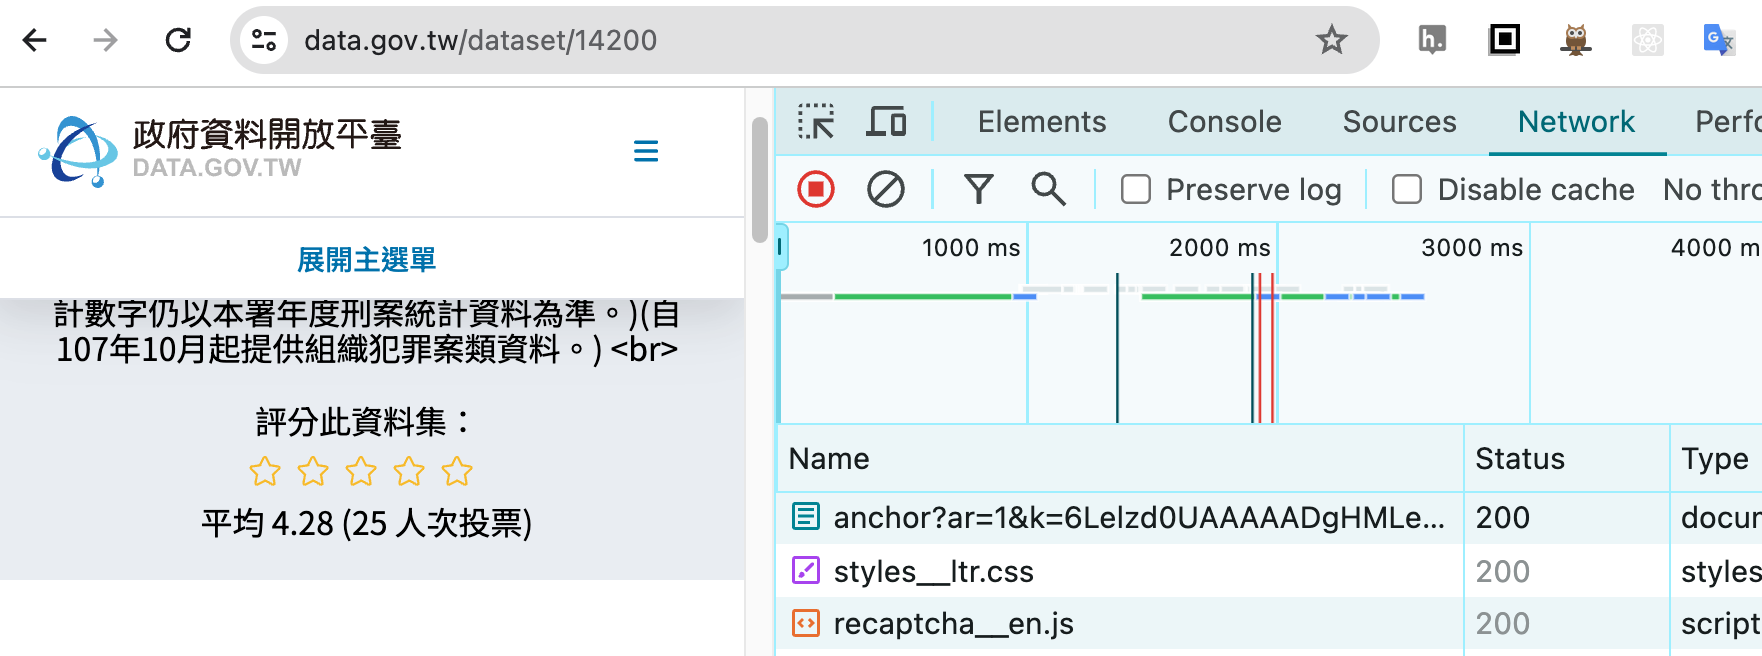 data.gov.tw/dataset/14200
h.
G
政府資料開放平臺
DATA.GOV.TW
展開主選單
計數字仍以本署年度刑案統計資料為準。)(自
107年10月起提供組織犯罪案類資料。) <br>
評分此資料集：
平均 4.28 (25 人次投票)
Elements Console Sources Network Perfo
Preserve log Disable cache No thro
1000 ms 2000 ms 3000 ms 4000 m
Name Status Type
anchor?ar=1&k=6Lelzd0UAAAAADgHMLe... 200 docum
styles__ltr.css 200 styles
recaptcha__en.js 200 script